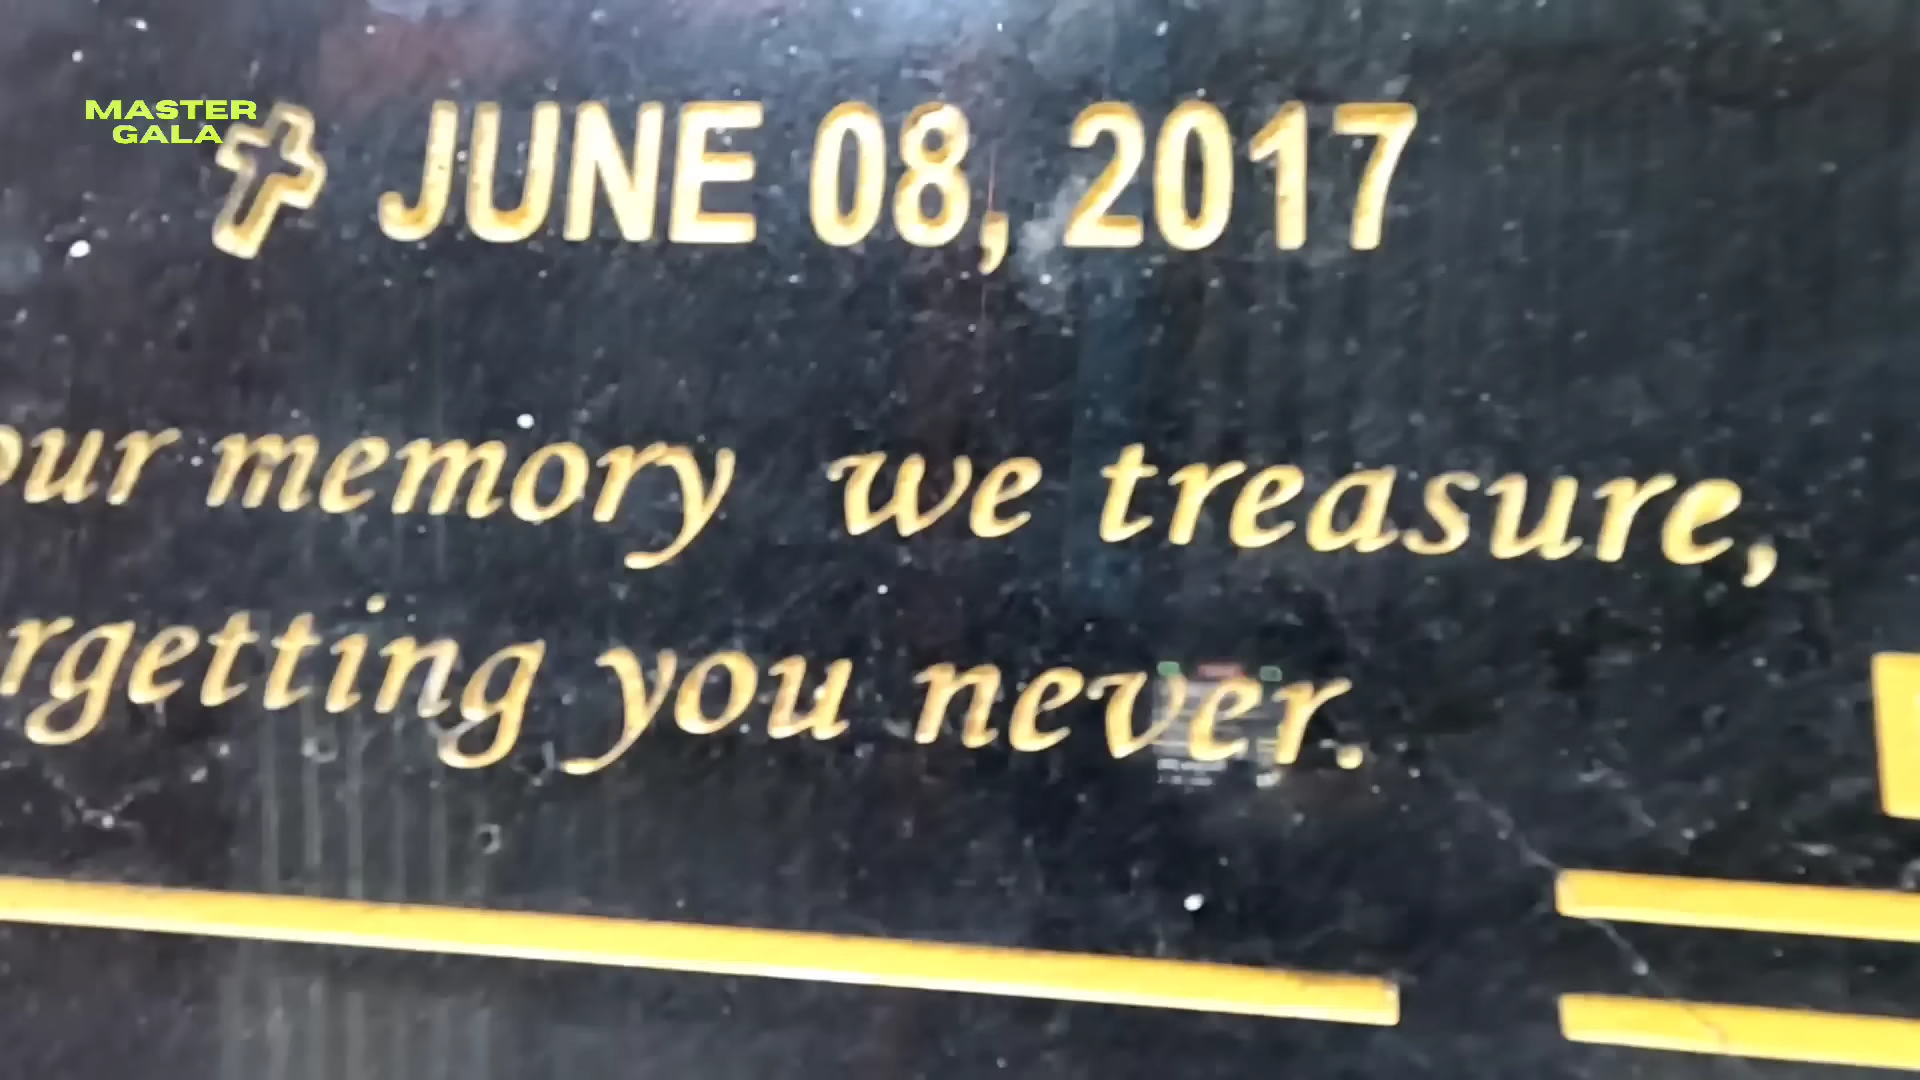 MASTER
GALA
✝ JUNE 08, 2017
our memory we treasure,
rgetting you never.